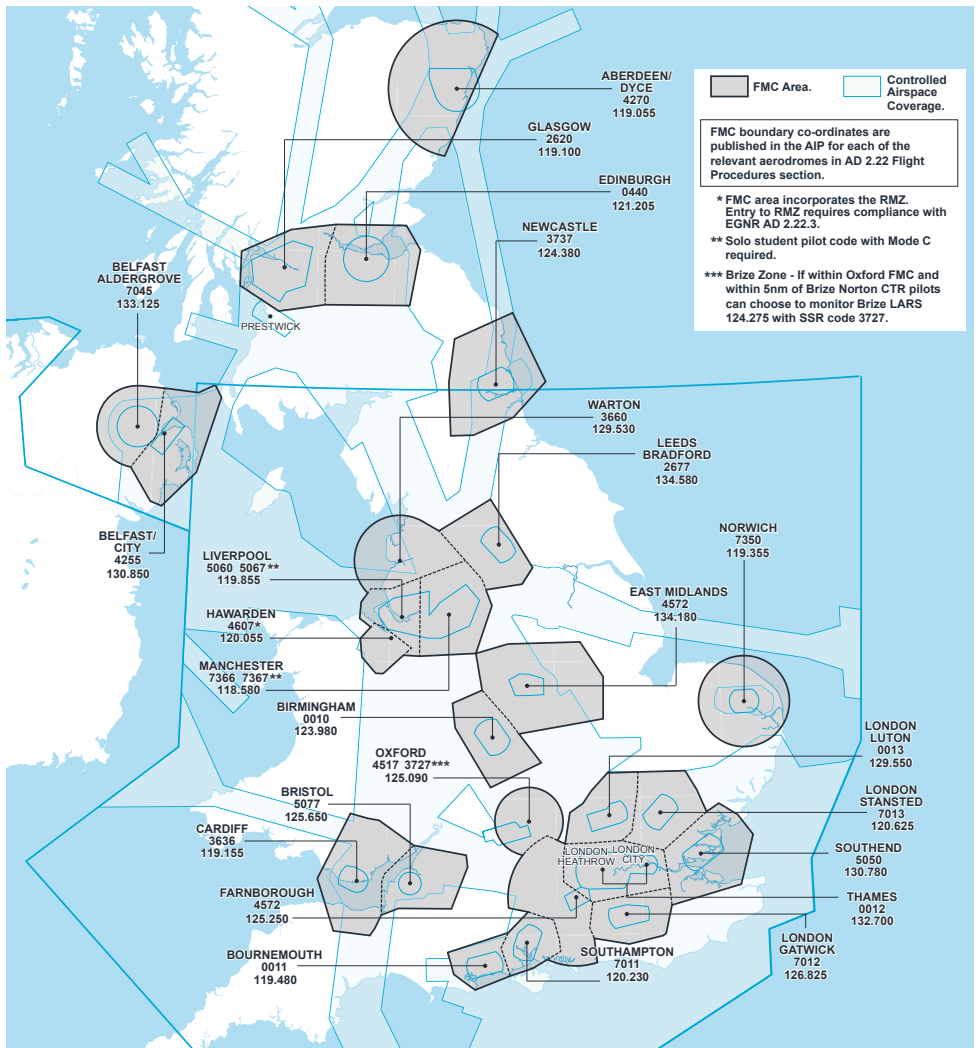 ABERDEEN/
DYCE
4270
119.055
GLASGOW
2620
119.100
EDINBURGH
0440
121.205
NEWCASTLE
3737
124.380
FMC Area.
Controlled
Airspace
Coverage.
FMC boundary co-ordinates are
published in the AIP for each of the
relevant aerodromes in AD 2.22 Flight
Procedures section.
* FMC area incorporates the RMZ.
Entry to RMZ requires compliance with
EGNR AD 2.22.3.
** Solo student pilot code with Mode C
required.
*** Brize Zone - If within Oxford FMC and
within 5nm of Brize Norton CTR pilots
can choose to monitor Brize LARS
124.275 with SSR code 3727.
BELFAST
ALDERGROVE
7045
133.125
PRESTWICK
WARTON
3660
129.530
LEEDS
BRADFORD
2677
134.580
BELFAST/
CITY
4255
130.850
LIVERPOOL
5060 5067**
119.855
HAWARDEN
4607*
120.055
MANCHESTER
7366 7367**
118.580
NORWICH
7350
119.355
EAST MIDLANDS
4572
134.180
BIRMINGHAM
0010
123.980
OXFORD
4517 3727***
125.090
BRISTOL
5077
125.650
CARDIFF
3636
119.155
FARNBOROUGH
4572
125.250
BOURNEMOUTH
0011
119.480
LONDON
LUTON
0013
129.550
LONDON
STANSTED
7013
120.625
SOUTHEND
5050
130.780
THAMES
0012
132.700
LONDON
GATWICK
7012
126.825
LONDON
HEATHROW
LONDON
CITY
SOUTHAMPTON
7011
120.230